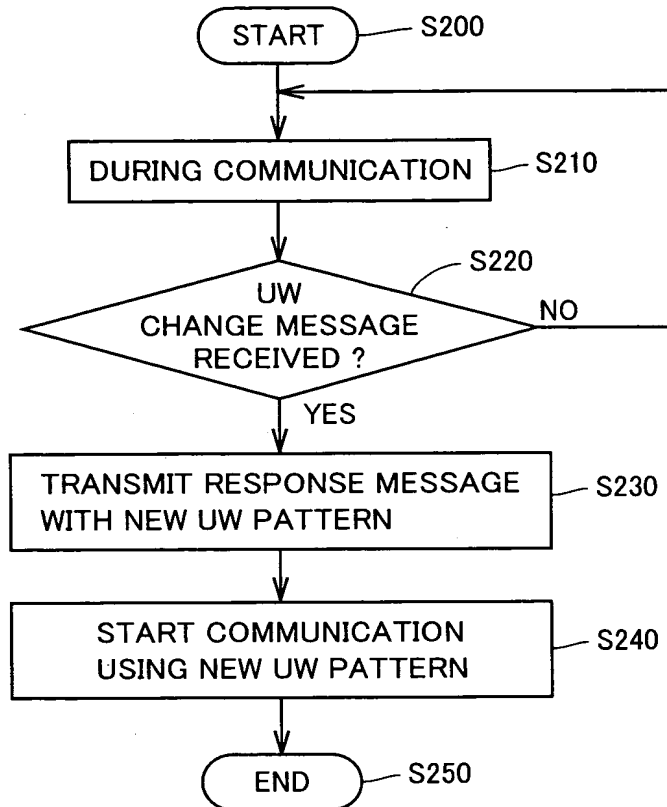 START
S200
DURING COMMUNICATION
S210
S220
UW
CHANGE MESSAGE
RECEIVED ?
NO
YES
TRANSMIT RESPONSE MESSAGE
WITH NEW UW PATTERN
S230
START COMMUNICATION
USING NEW UW PATTERN
S240
END
S250